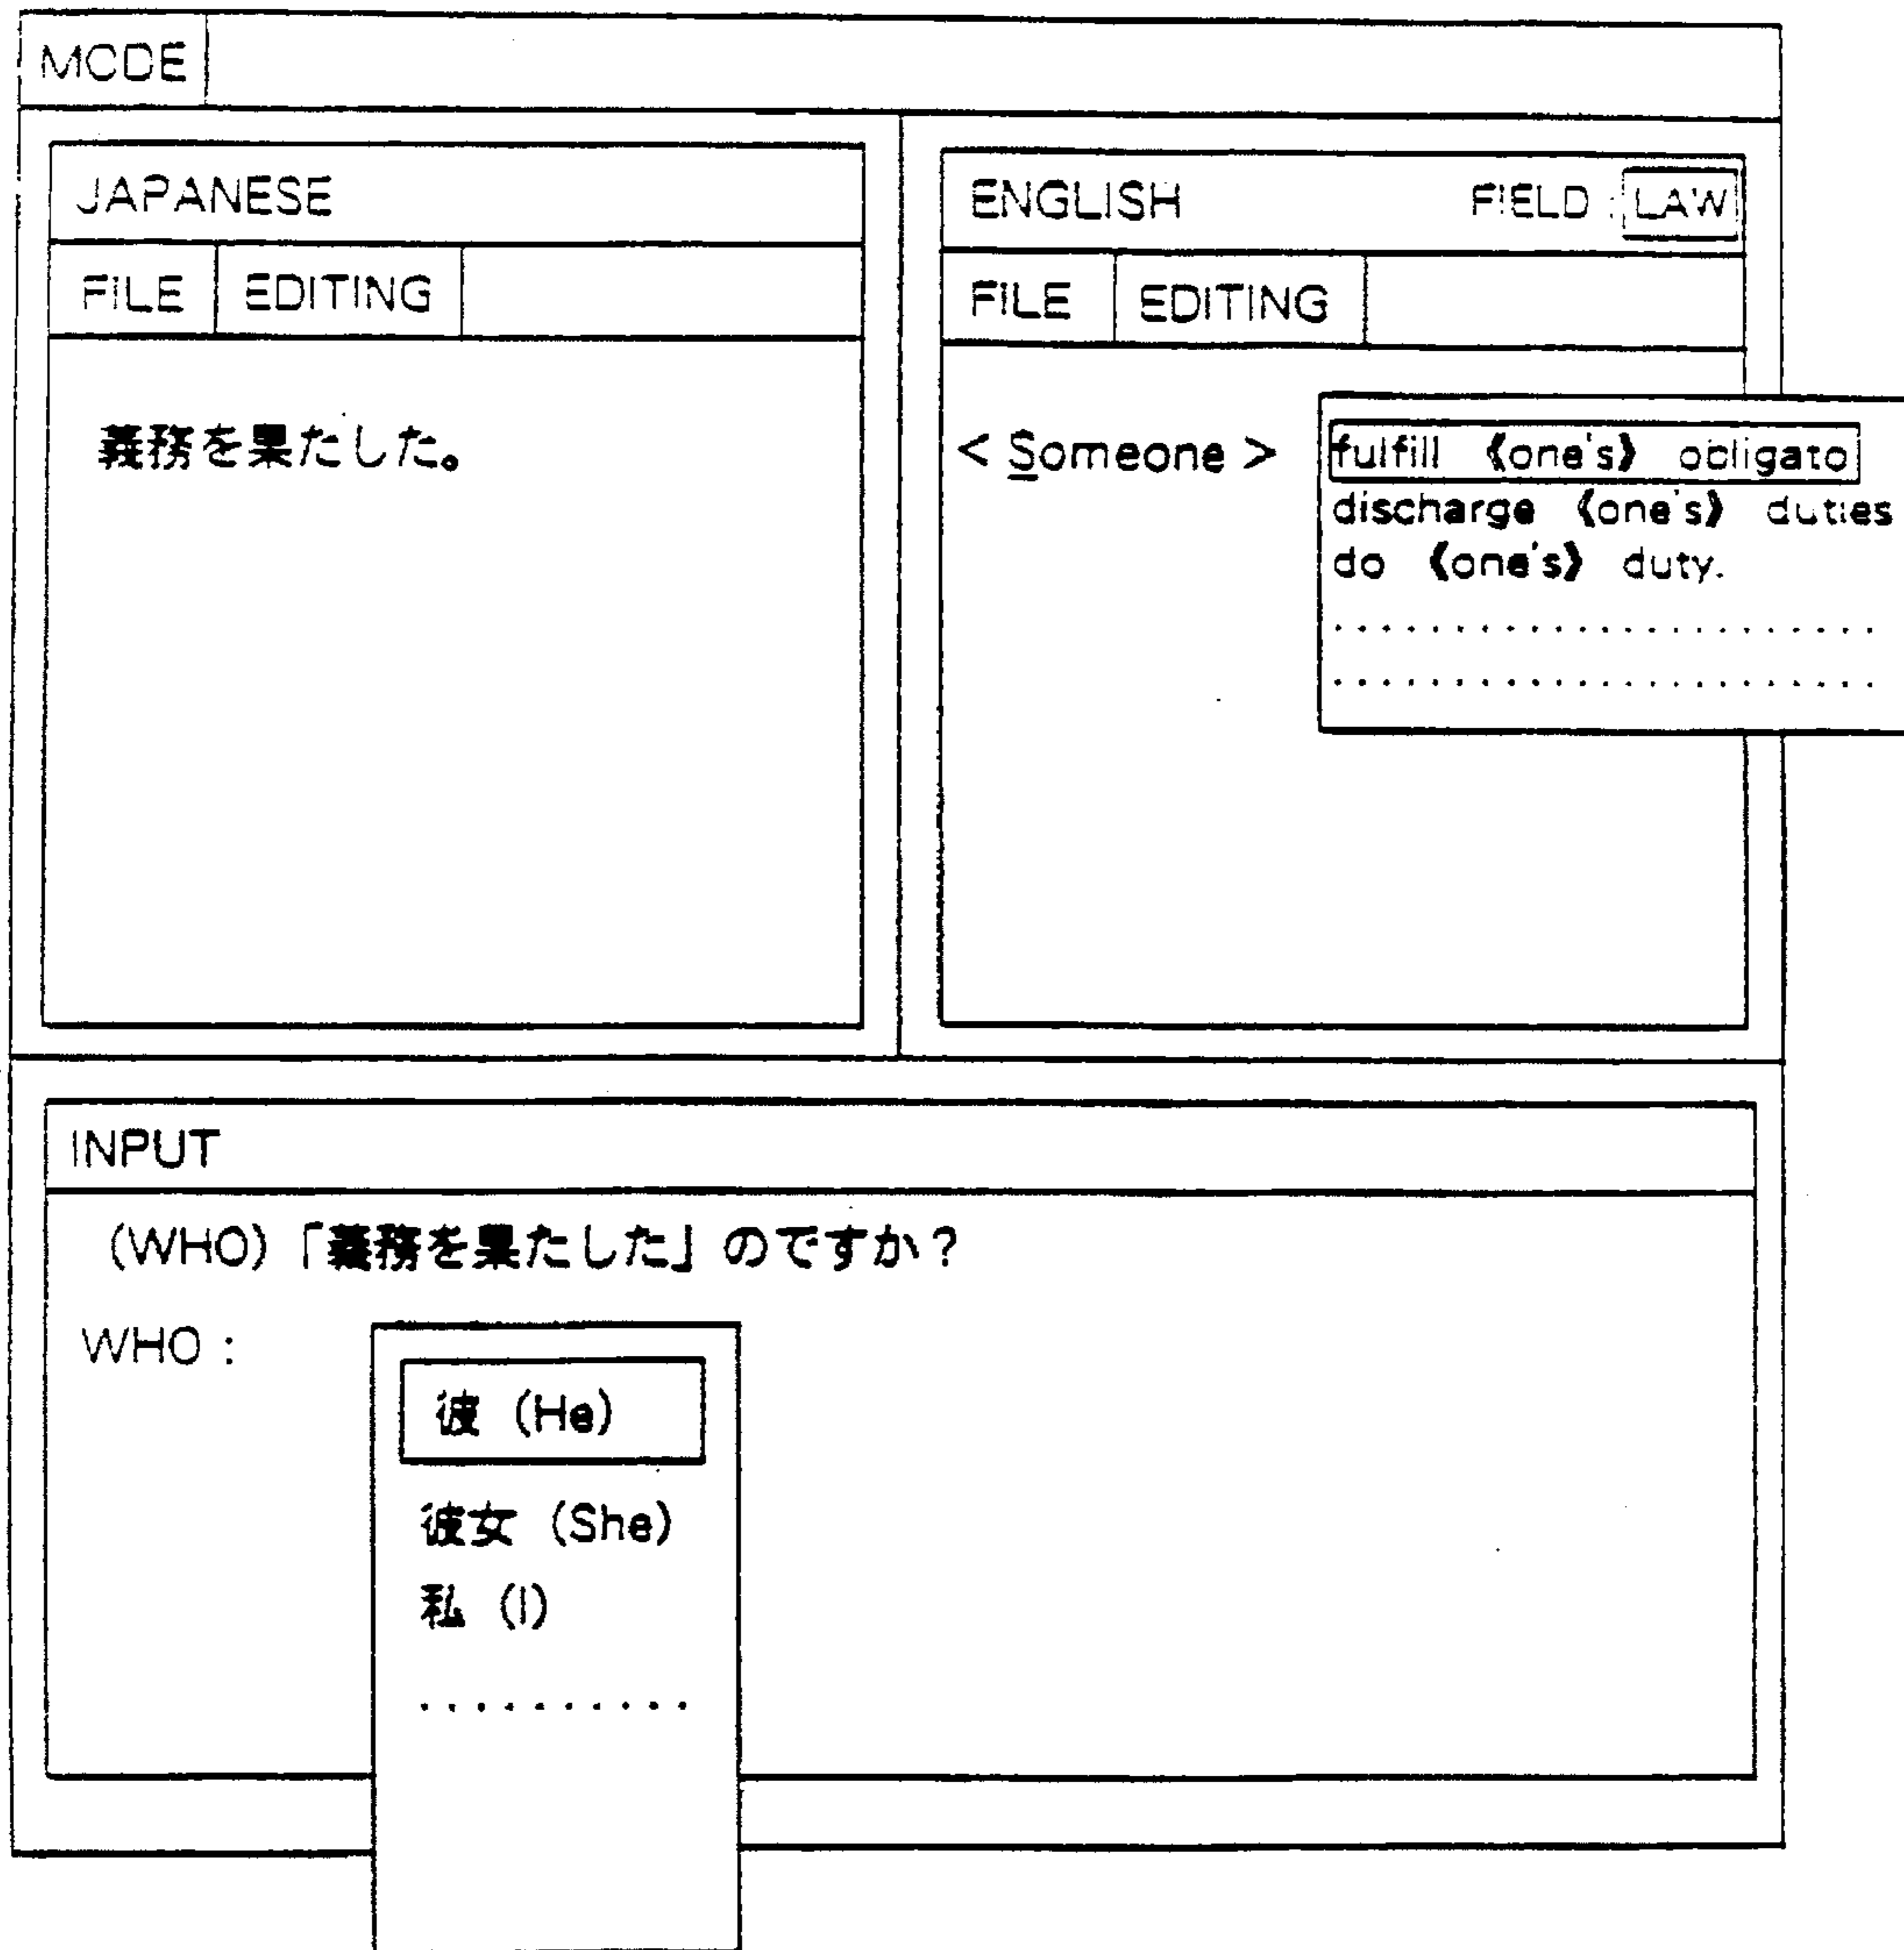 MODE
JAPANESE
FILE EDITING
義務を果たした。
ENGLISH FIELD : LAW
FILE EDITING
< Someone >
fulfill 《one's》 obligato
discharge 《one's》 duties
do 《one's》 duty.
........................
........................
INPUT
(WHO)「義務を果たした」のですか?
WHO :
彼 (He)
彼女 (She)
私 (I)
..........